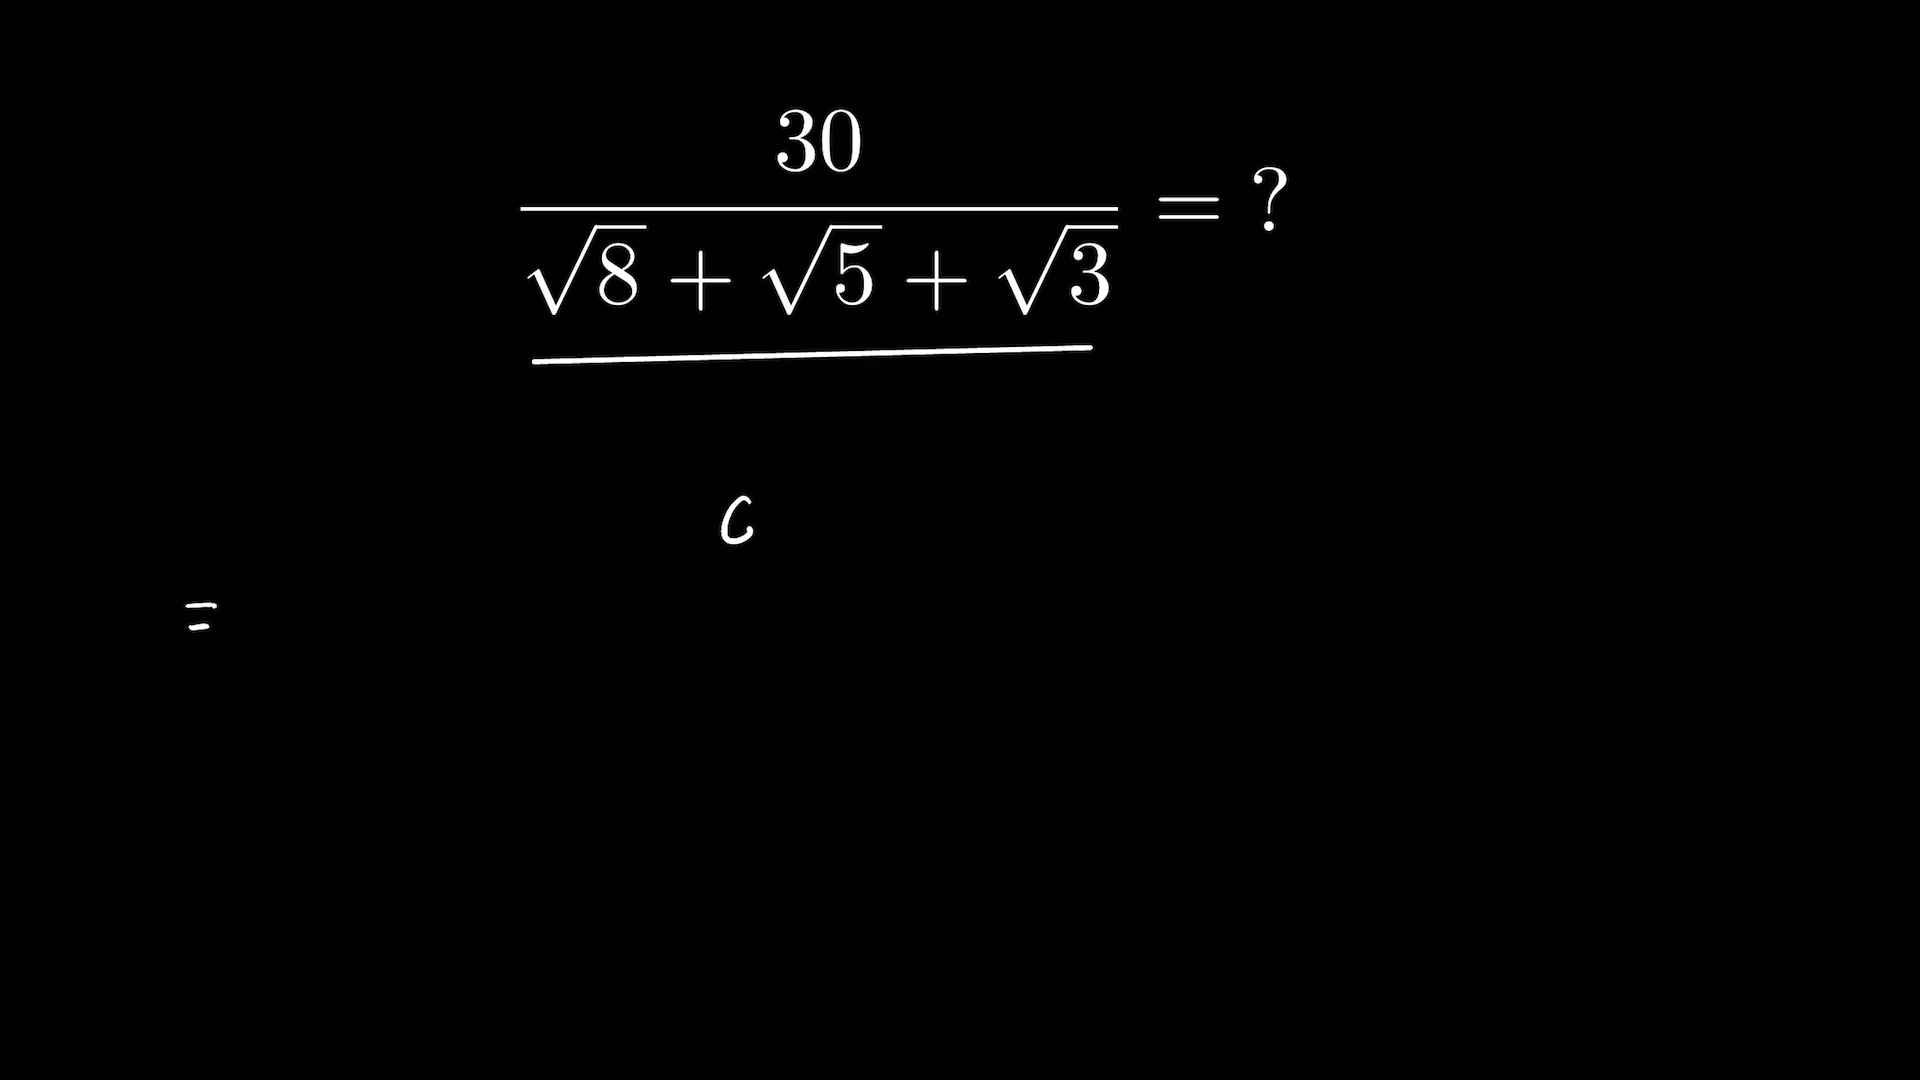 30
√8 + √5 + √3 = ?
c
=